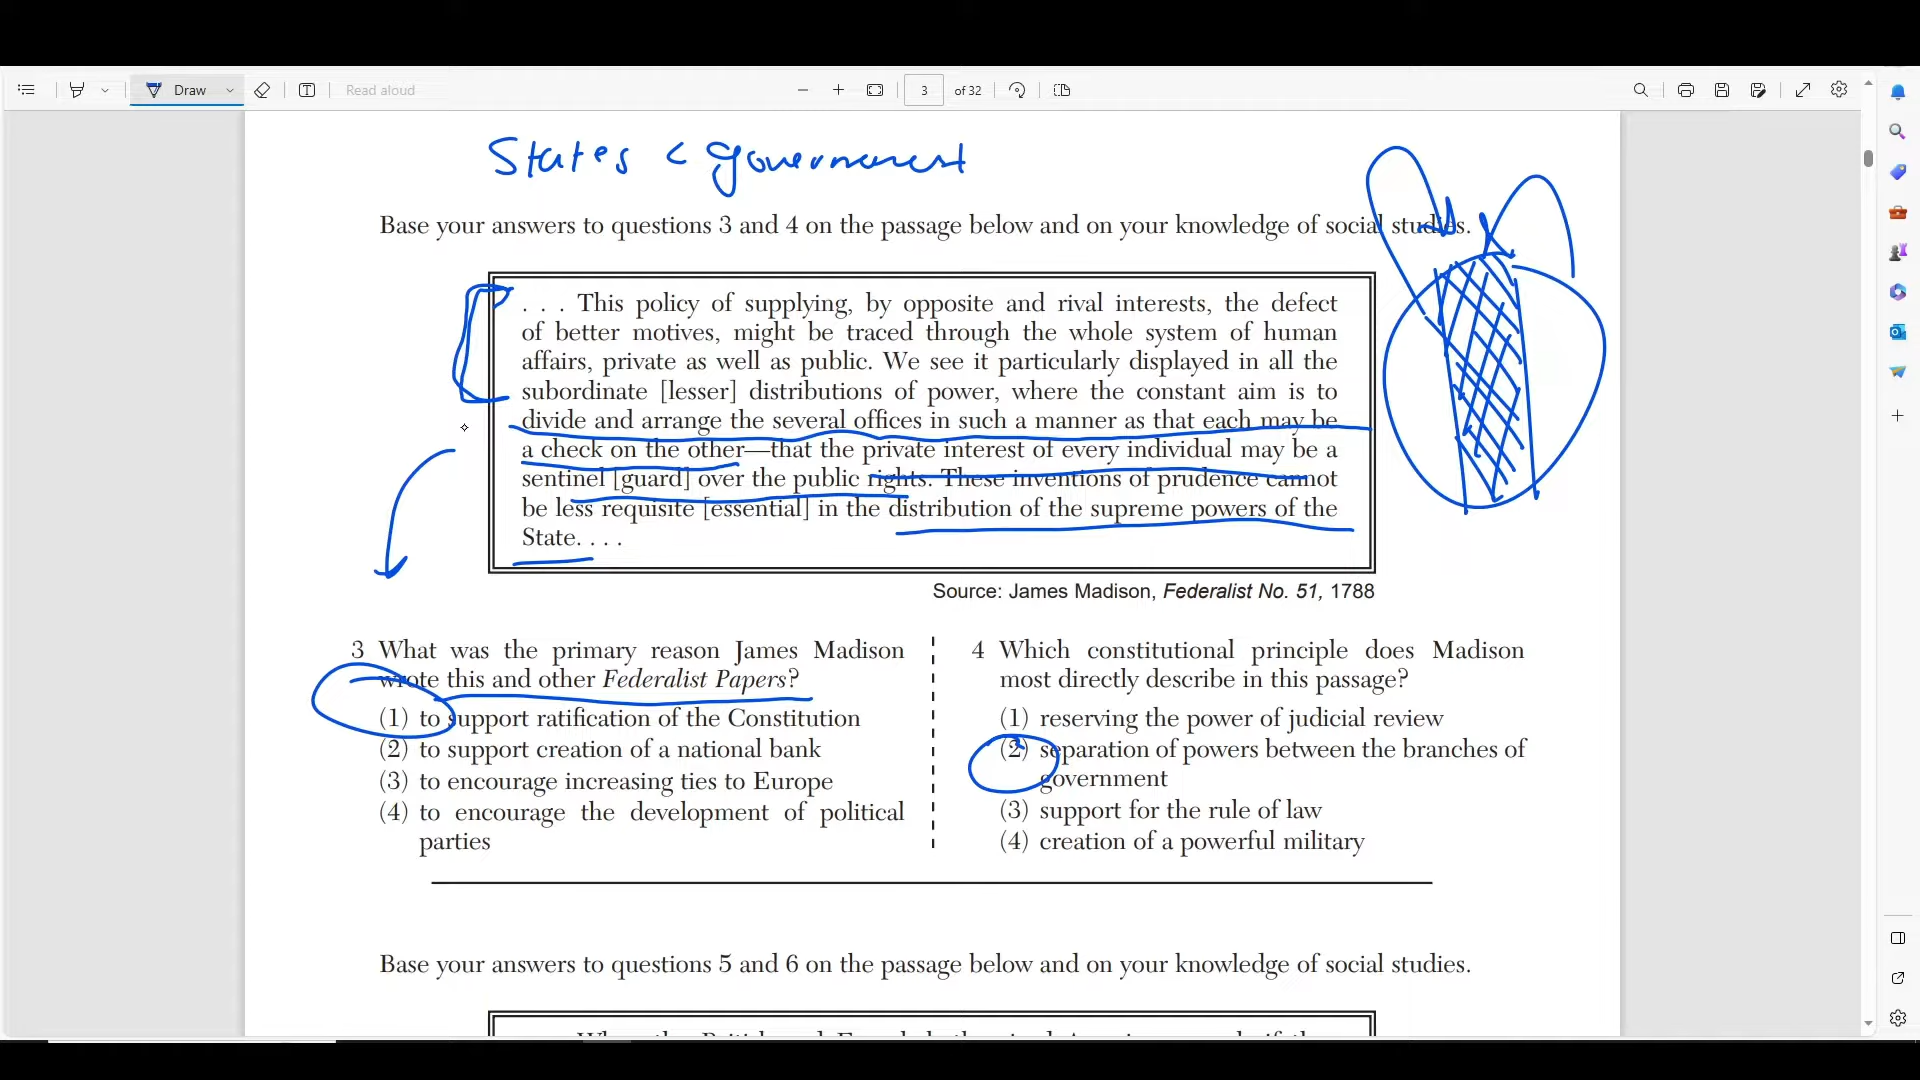 Draw
Read aloud
3
of 32
States < government
Base your answers to questions 3 and 4 on the passage below and on your knowledge of social studies.
. . . This policy of supplying, by opposite and rival interests, the defect
of better motives, might be traced through the whole system of human
affairs, private as well as public. We see it particularly displayed in all the
subordinate [lesser] distributions of power, where the constant aim is to
divide and arrange the several offices in such a manner as that each may be
a check on the other—that the private interest of every individual may be a
sentinel [guard] over the public rights. These inventions of prudence cannot
be less requisite [essential] in the distribution of the supreme powers of the
State. . . .
Source: James Madison, Federalist No. 51, 1788
3 What was the primary reason James Madison
wrote this and other Federalist Papers?
(1) to support ratification of the Constitution
(2) to support creation of a national bank
(3) to encourage increasing ties to Europe
(4) to encourage the development of political
parties
4 Which constitutional principle does Madison
most directly describe in this passage?
(1) reserving the power of judicial review
(2) separation of powers between the branches of
government
(3) support for the rule of law
(4) creation of a powerful military
Base your answers to questions 5 and 6 on the passage below and on your knowledge of social studies.